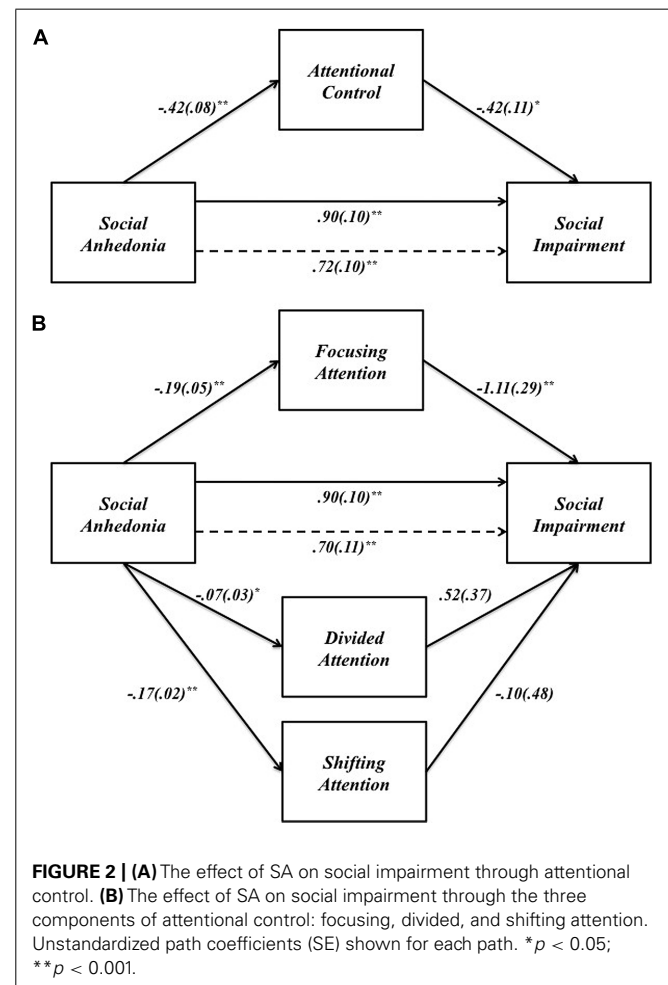 A
Attentional
Control
-.42(.08)**
-.42(.11)*
Social
Anhedonia
.90(.10)**
.72(.10)**
Social
Impairment
B
Focusing
Attention
-.19(.05)**
-1.11(.29)**
Social
Anhedonia
.90(.10)**
.70(.11)**
Social
Impairment
-.07(.03)*
.52(.37)
Divided
Attention
-.17(.02)**
-.10(.48)
Shifting
Attention
FIGURE 2 | (A) The effect of SA on social impairment through attentional
control. (B) The effect of SA on social impairment through the three
components of attentional control: focusing, divided, and shifting attention.
Unstandardized path coefficients (SE) shown for each path. *p < 0.05;
**p < 0.001.